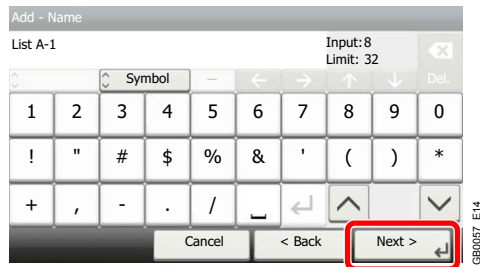 Add - Name
List A-1 Input: 8
Limit: 32
Symbol - ← → ↑ ↓ Del.
1 2 3 4 5 6 7 8 9 0
! " # $ % & ' ( ) *
+ , - . / _
Cancel < Back Next >
GB0057_E14